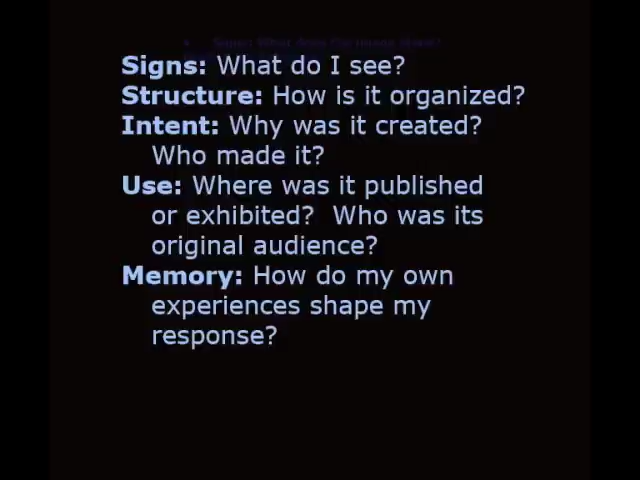 Signs: What do I see?
Structure: How is it organized?
Intent: Why was it created?
Who made it?
Use: Where was it published
or exhibited?  Who was its
original audience?
Memory: How do my own
experiences shape my
response?